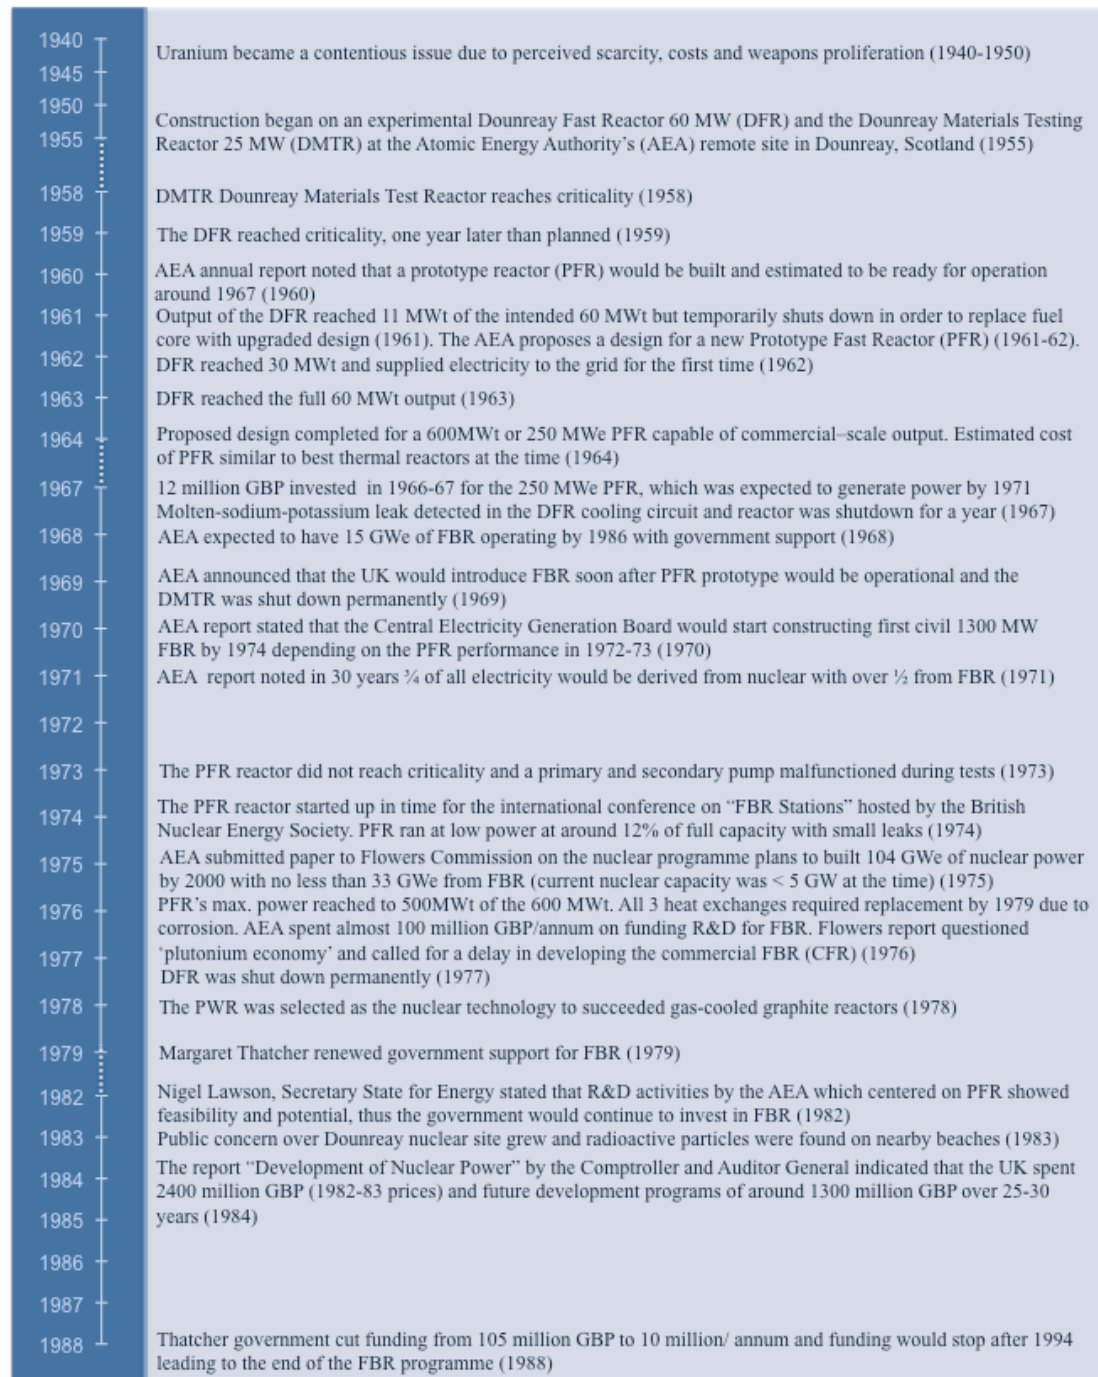 1940
Uranium became a contentious issue due to perceived scarcity, costs and weapons proliferation (1940-1950)
1945
1950
Construction began on an experimental Dounreay Fast Reactor 60 MW (DFR) and the Dounreay Materials Testing
1955
Reactor 25 MW (DMTR) at the Atomic Energy Authority's (AEA) remote site in Dounreay, Scotland (1955)
1958
DMTR Dounreay Materials Test Reactor reaches criticality (1958)
1959
The DFR reached criticality, one year later than planned (1959)
1960
AEA annual report noted that a prototype reactor (PFR) would be built and estimated to be ready for operation
around 1967 (1960)
1961
Output of the DFR reached 11 MWt of the intended 60 MWt but temporarily shuts down in order to replace fuel
core with upgraded design (1961). The AEA proposes a design for a new Prototype Fast Reactor (PFR) (1961-62).
1962
DFR reached 30 MWt and supplied electricity to the grid for the first time (1962)
1963
DFR reached the full 60 MWt output (1963)
1964
Proposed design completed for a 600MWt or 250 MWe PFR capable of commercial–scale output. Estimated cost
of PFR similar to best thermal reactors at the time (1964)
1967
12 million GBP invested in 1966-67 for the 250 MWe PFR, which was expected to generate power by 1971
Molten-sodium-potassium leak detected in the DFR cooling circuit and reactor was shutdown for a year (1967)
1968
AEA expected to have 15 GWe of FBR operating by 1986 with government support (1968)
1969
AEA announced that the UK would introduce FBR soon after PFR prototype would be operational and the
DMTR was shut down permanently (1969)
1970
AEA report stated that the Central Electricity Generation Board would start constructing first civil 1300 MW
FBR by 1974 depending on the PFR performance in 1972-73 (1970)
1971
AEA report noted in 30 years ¾ of all electricity would be derived from nuclear with over ½ from FBR (1971)
1972
1973
The PFR reactor did not reach criticality and a primary and secondary pump malfunctioned during tests (1973)
1974
The PFR reactor started up in time for the international conference on “FBR Stations” hosted by the British
Nuclear Energy Society. PFR ran at low power at around 12% of full capacity with small leaks (1974)
1975
AEA submitted paper to Flowers Commission on the nuclear programme plans to built 104 GWe of nuclear power
by 2000 with no less than 33 GWe from FBR (current nuclear capacity was < 5 GW at the time) (1975)
1976
PFR's max. power reached to 500MWt of the 600 MWt. All 3 heat exchanges required replacement by 1979 due to
corrosion. AEA spent almost 100 million GBP/annum on funding R&D for FBR. Flowers report questioned
1977
‘plutonium economy’ and called for a delay in developing the commercial FBR (CFR) (1976)
DFR was shut down permanently (1977)
1978
The PWR was selected as the nuclear technology to succeeded gas-cooled graphite reactors (1978)
1979
Margaret Thatcher renewed government support for FBR (1979)
1982
Nigel Lawson, Secretary State for Energy stated that R&D activities by the AEA which centered on PFR showed
feasibility and potential, thus the government would continue to invest in FBR (1982)
1983
Public concern over Dounreay nuclear site grew and radioactive particles were found on nearby beaches (1983)
1984
The report “Development of Nuclear Power” by the Comptroller and Auditor General indicated that the UK spent
2400 million GBP (1982-83 prices) and future development programs of around 1300 million GBP over 25-30
1985
years (1984)
1986
1987
1988
Thatcher government cut funding from 105 million GBP to 10 million/ annum and funding would stop after 1994
leading to the end of the FBR programme (1988)